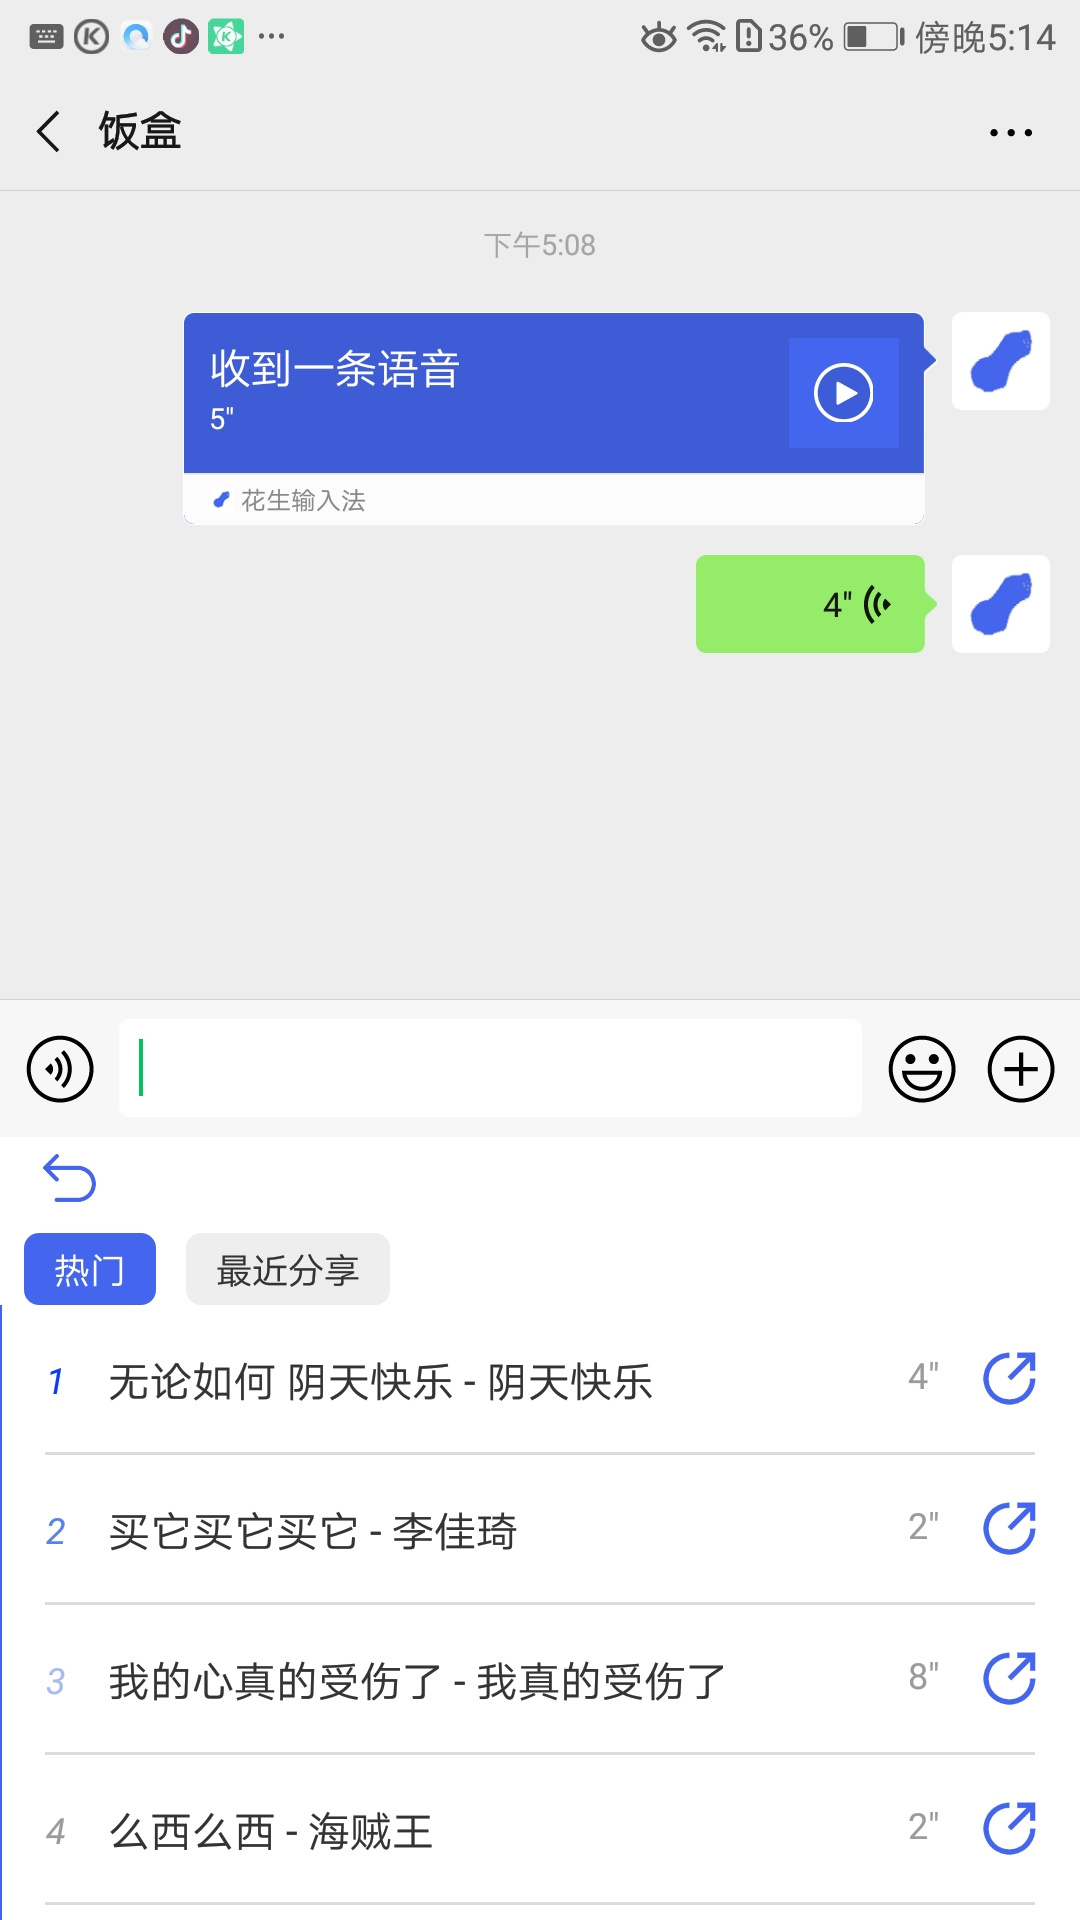 36% 傍晚5:14
饭盒
下午5:08
收到一条语音
5"
花生输入法
4"
热门 最近分享
1 无论如何 阴天快乐 - 阴天快乐 4"
2 买它买它买它 - 李佳琦 2"
3 我的心真的受伤了 - 我真的受伤了 8"
4 么西么西 - 海贼王 2"